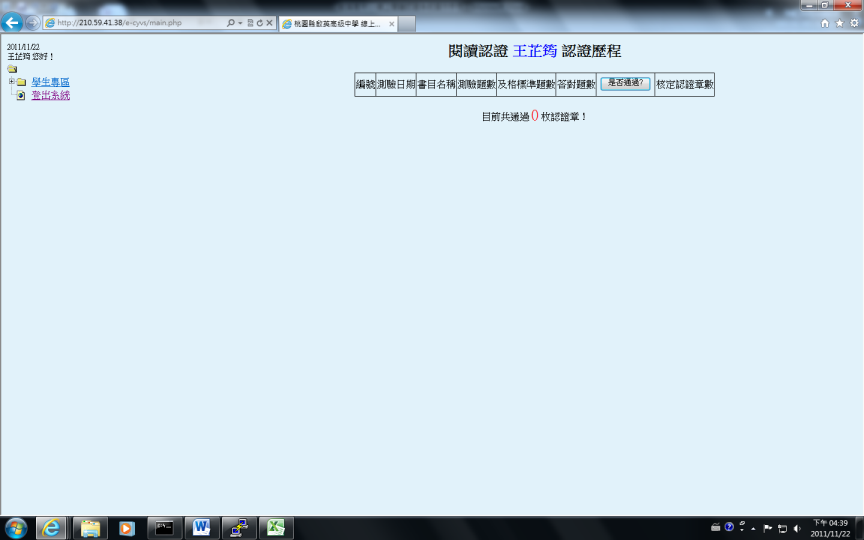 http://210.59.41.38/e-cyvs/main.php
桃園縣啟英高級中學 線上...
2011/11/22
王芷筠 您好！
學生專區
登出系統
閱讀認證 王芷筠 認證歷程
編號 測驗日期 書目名稱 測驗題數 及格標準題數 答對題數 是否通過? 核定認證章數
目前共通過 0 枚認證章！
下午 04:39
2011/11/22